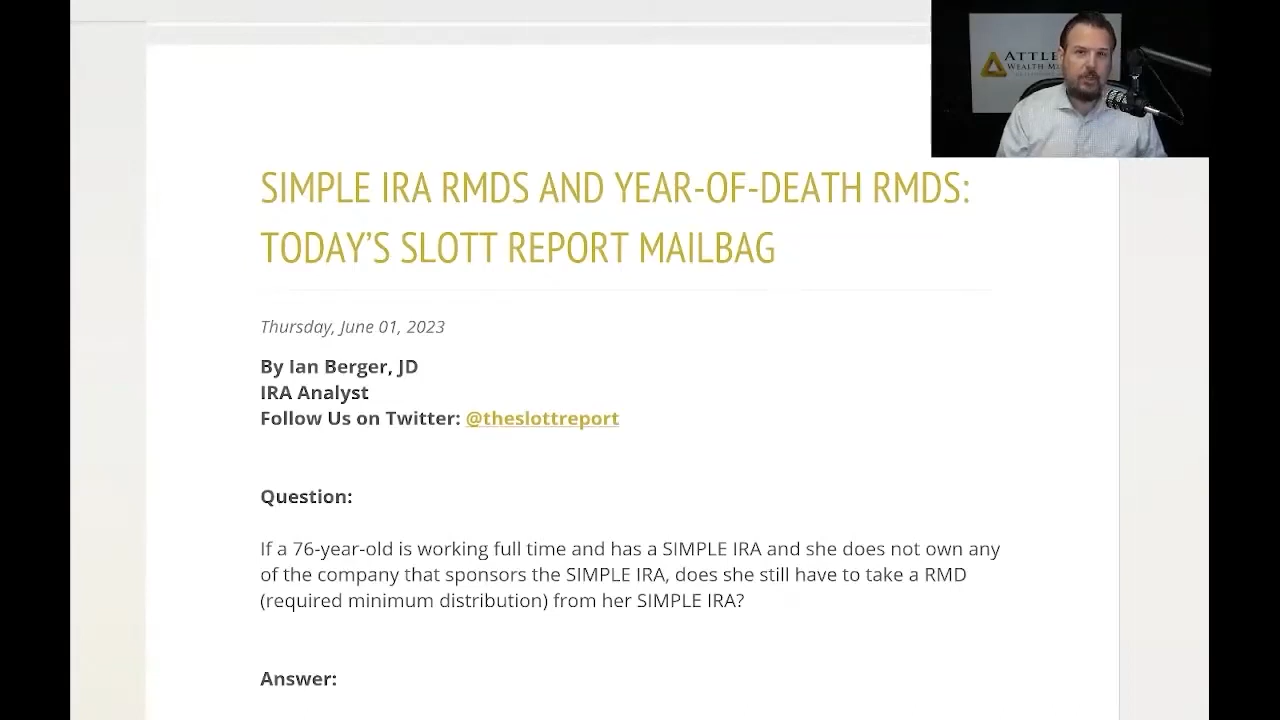 ATTLE
WEALTH M
SIMPLE IRA RMDS AND YEAR-OF-DEATH RMDS:
TODAY’S SLOTT REPORT MAILBAG
Thursday, June 01, 2023
By Ian Berger, JD
IRA Analyst
Follow Us on Twitter: @theslottreport
Question:
If a 76-year-old is working full time and has a SIMPLE IRA and she does not own any
of the company that sponsors the SIMPLE IRA, does she still have to take a RMD
(required minimum distribution) from her SIMPLE IRA?
Answer: